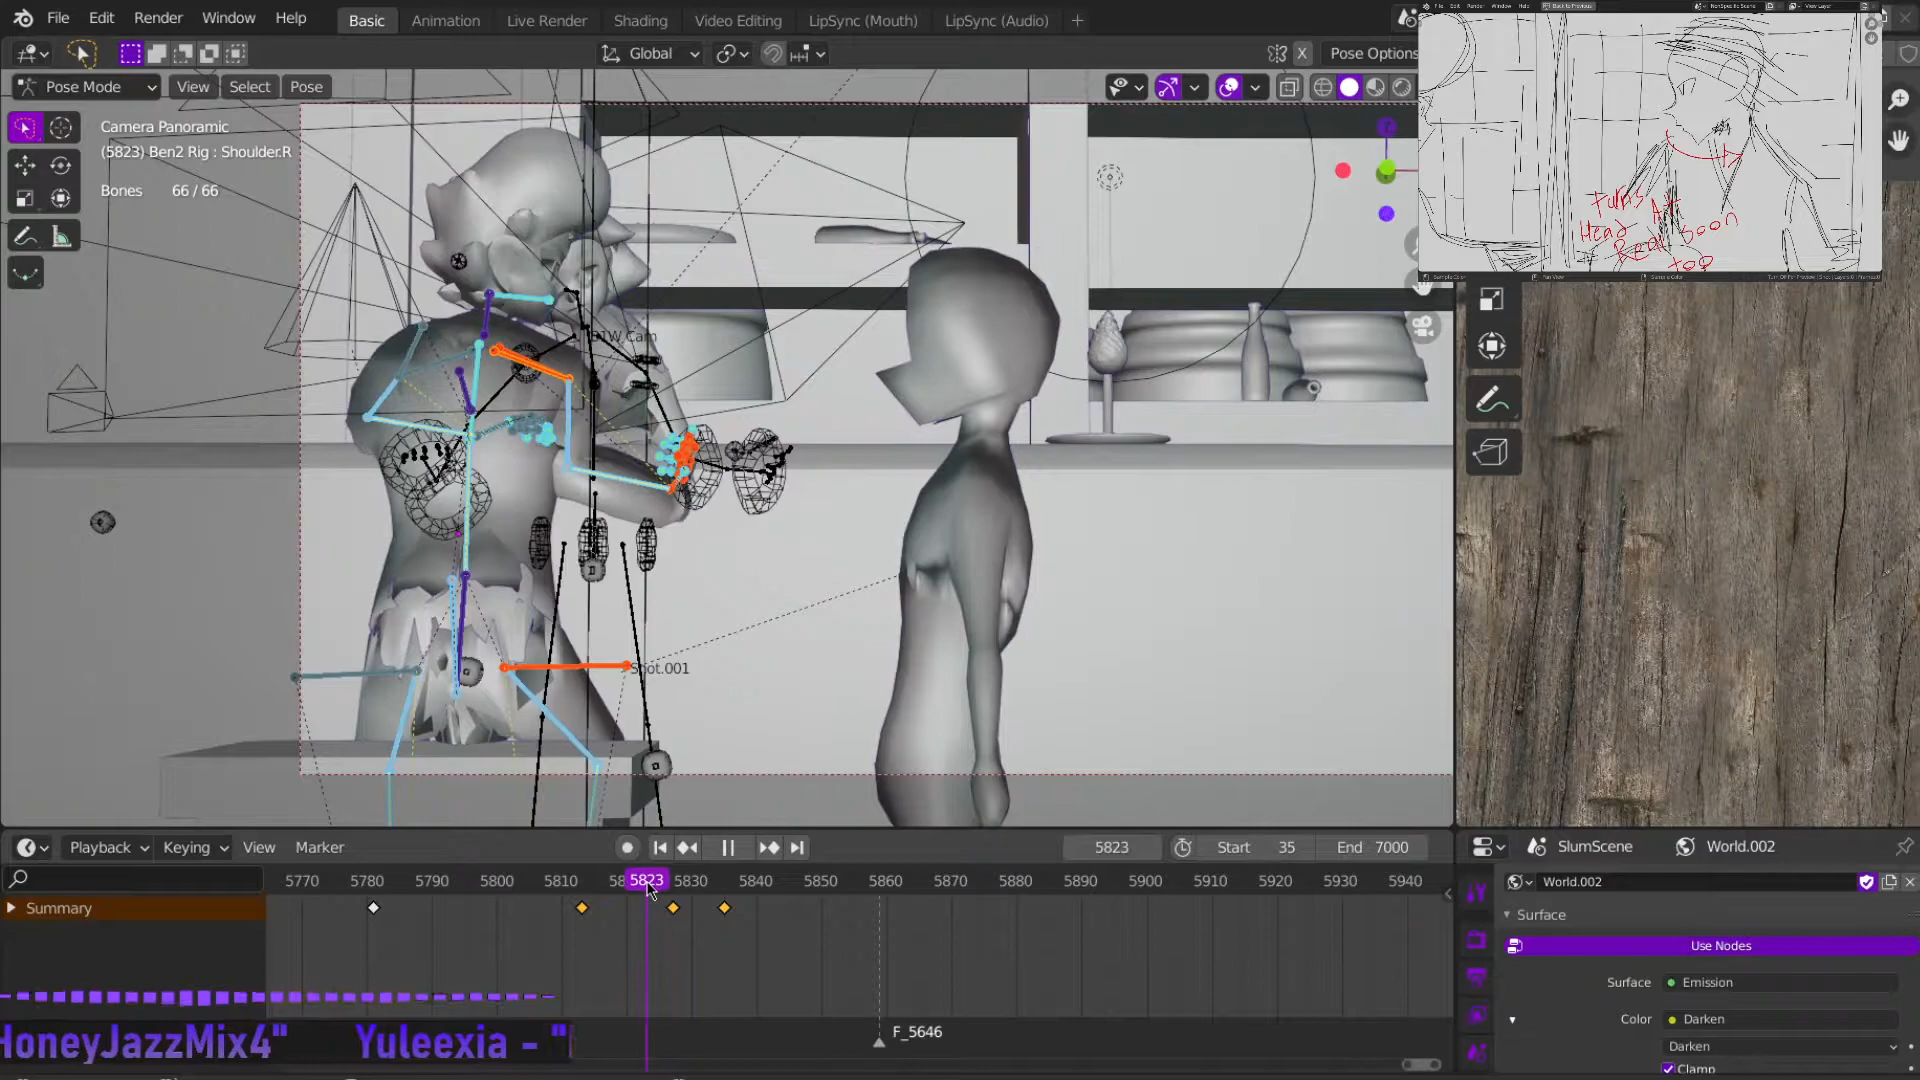 File Edit Render Window Help
Basic Animation Live Render Shading Video Editing LipSync (Mouth) LipSync (Audio)
Global
X Pose Options
Pose Mode View Select Pose
Camera Panoramic
(5823) Ben2 Rig : Shoulder.R
Bones 66 / 66
Shot.001
Turns
Head
At
Real Soon
top
Playback Keying View Marker
5823 Start 35 End 7000
5770 5780 5790 5800 5810 5823 5830 5840 5850 5860 5870 5880 5890 5900 5910 5920 5930 5940
Summary
F_5646
HoneyJazzMix4" Yuleexia - "
SlumScene World.002
World.002
Surface
Use Nodes
Surface Emission
Color Darken
Darken
Clamp